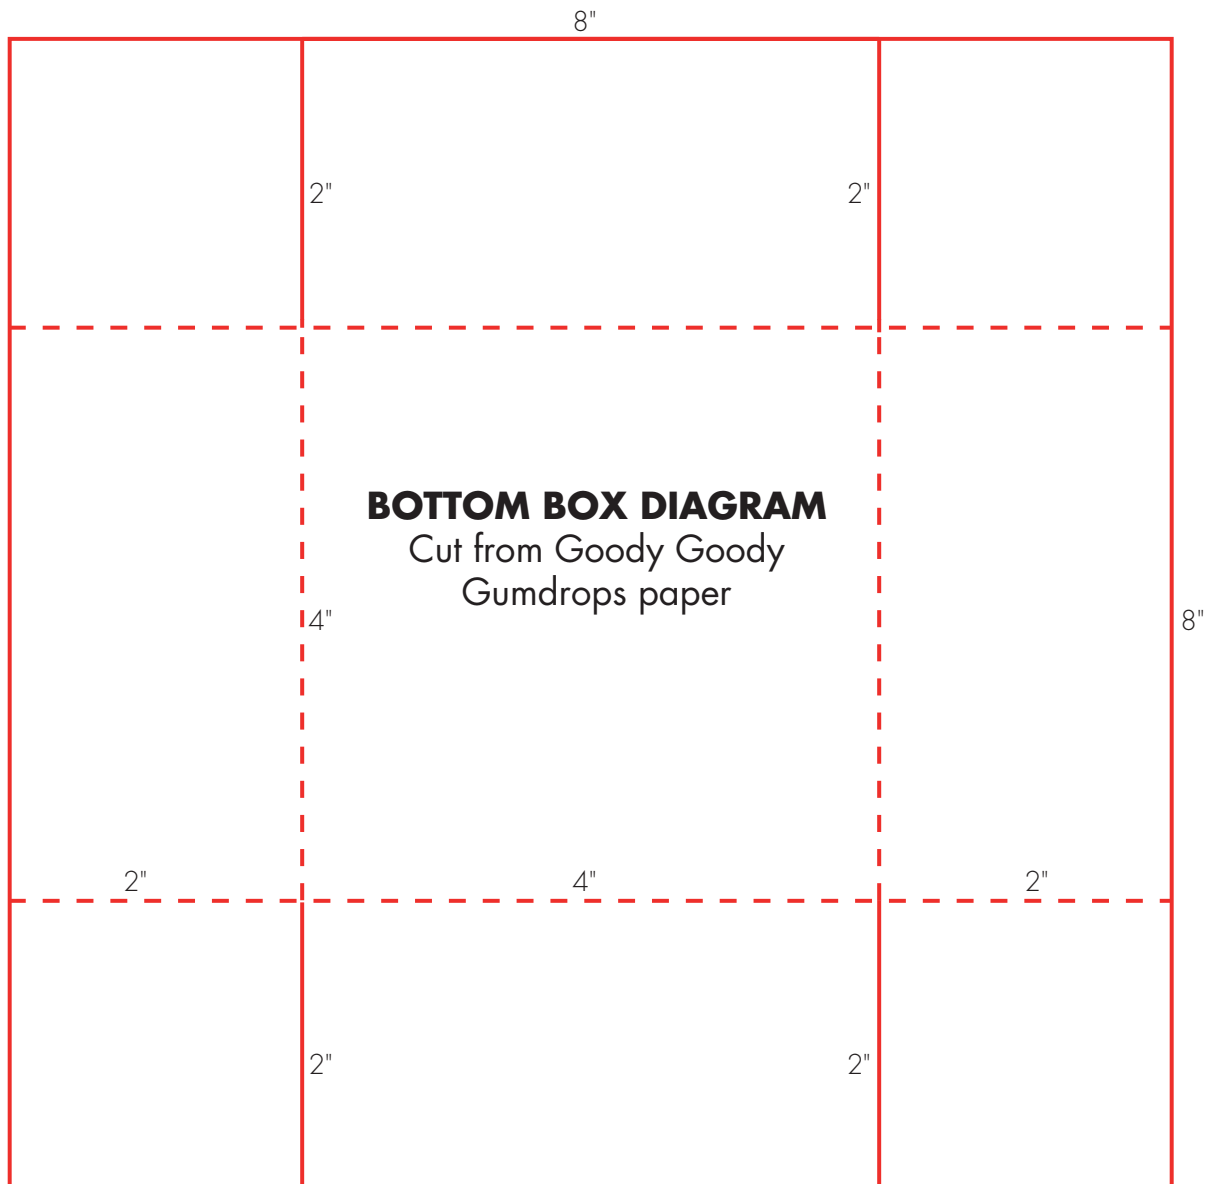 8"
2" 2"
BOTTOM BOX DIAGRAM
Cut from Goody Goody
Gumdrops paper
4" 8"
2" 4" 2"
2" 2"